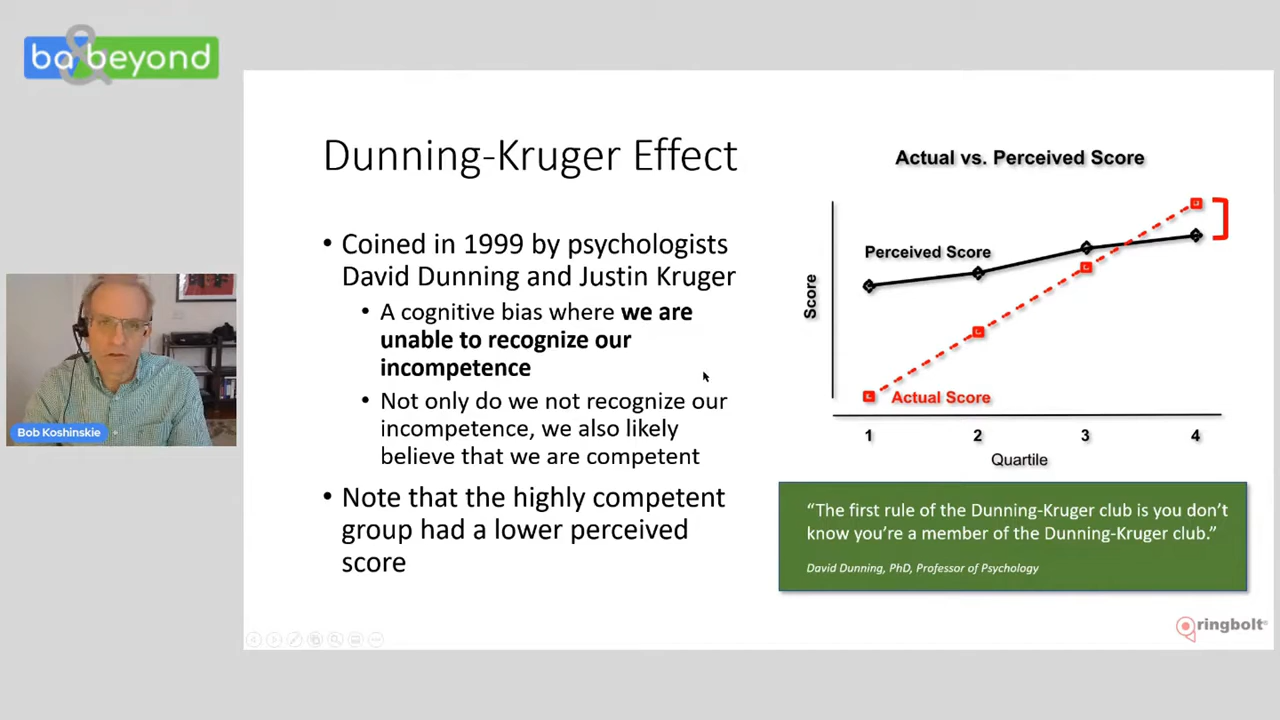 ba & beyond
Dunning-Kruger Effect
• Coined in 1999 by psychologists
David Dunning and Justin Kruger
• A cognitive bias where we are
unable to recognize our
incompetence
• Not only do we not recognize our
incompetence, we also likely
believe that we are competent
• Note that the highly competent
group had a lower perceived
score
Actual vs. Perceived Score
Perceived Score
Score
Actual Score
1 2 3 4
Quartile
“The first rule of the Dunning-Kruger club is you don’t
know you’re a member of the Dunning-Kruger club.”
David Dunning, PhD, Professor of Psychology
Bob Koshinskie
ringbolt®